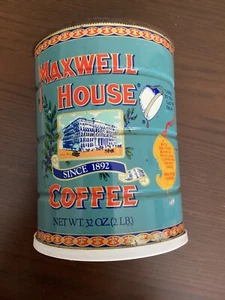 MAXWELL
HOUSE
SINCE 1892
COFFEE
NET WT. 32 OZ. (2 LB.)